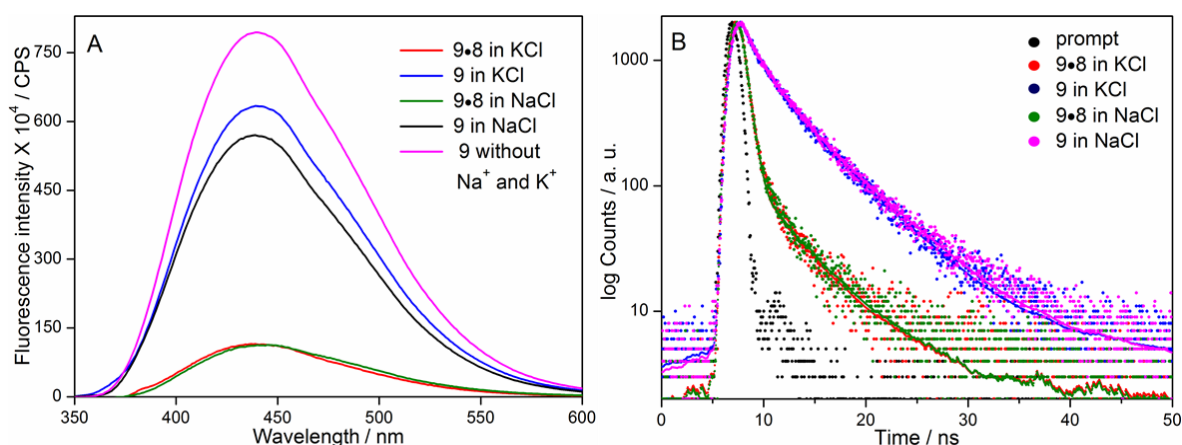 A
Fluorescence intensity X 10⁴ / CPS
750
600
450
300
150
0
350
400
450
500
550
600
Wavelength / nm
9•8 in KCl
9 in KCl
9•8 in NaCl
9 in NaCl
9 without
Na⁺ and K⁺
B
log Counts / a. u.
1000
100
10
0
10
20
30
40
50
Time / ns
prompt
9•8 in KCl
9 in KCl
9•8 in NaCl
9 in NaCl